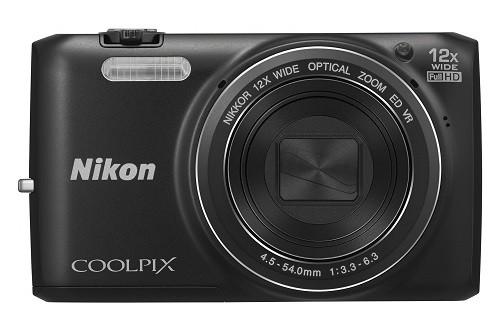 12x
WIDE
Full HD
NIKKOR 12X WIDE OPTICAL ZOOM ED VR
Nikon
4.5-54.0mm 1:3.3-6.3
COOLPIX